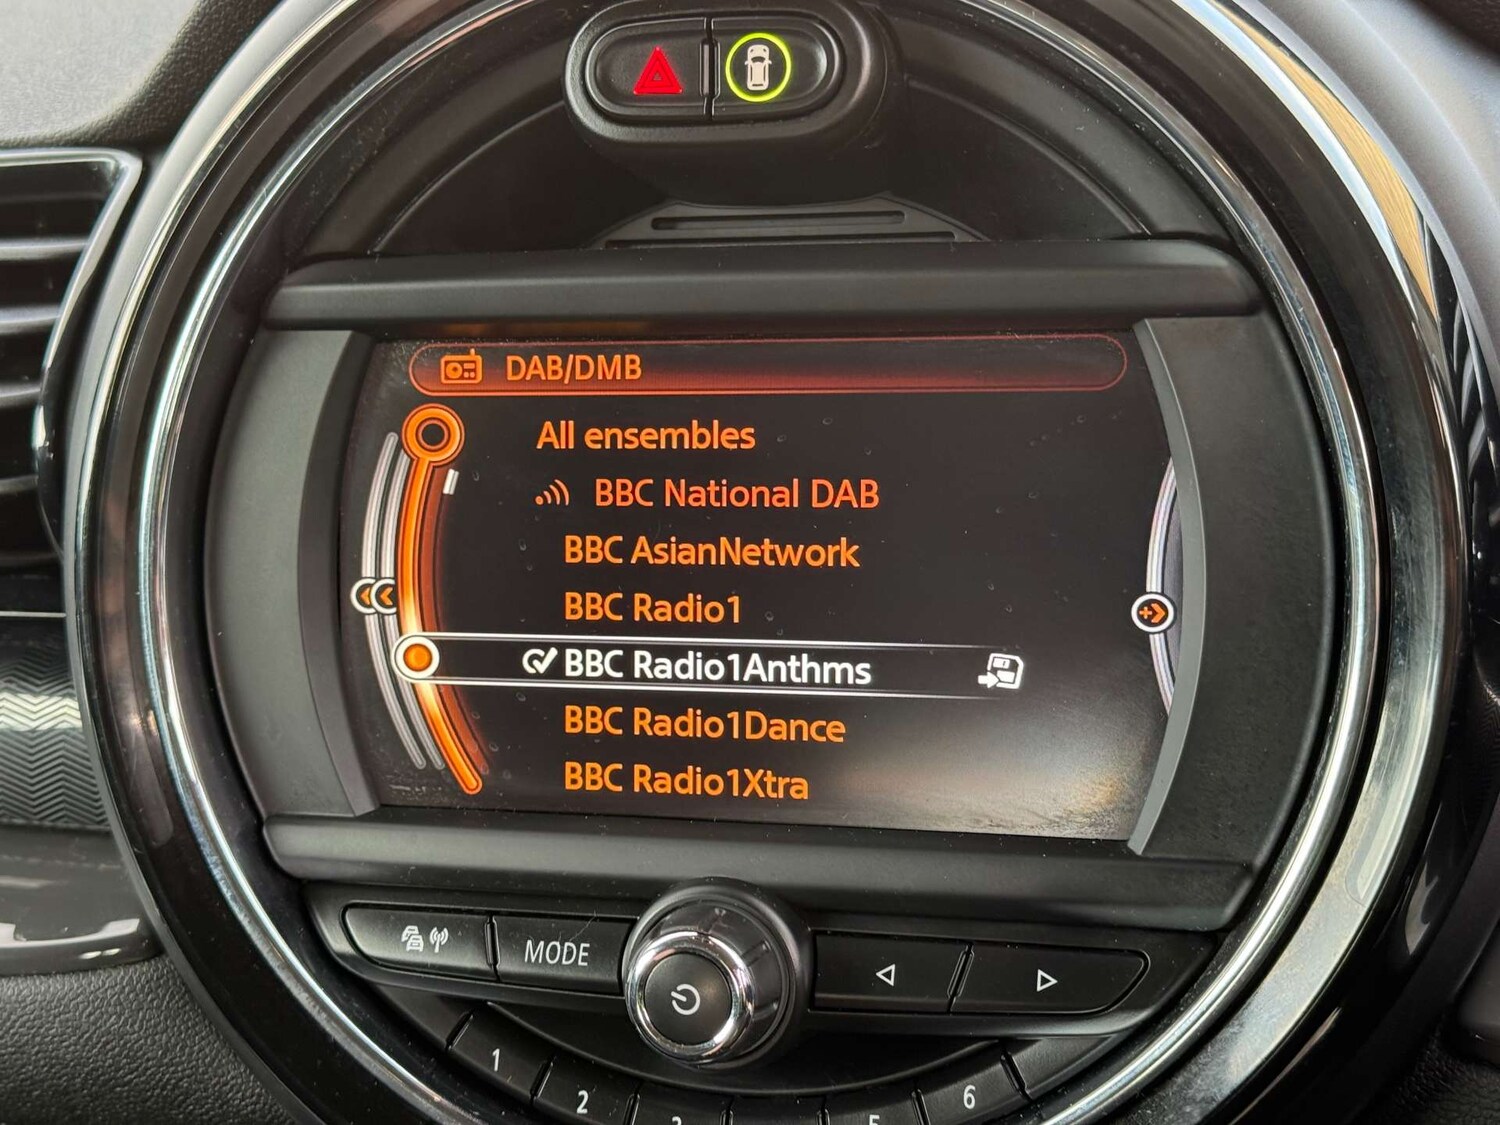 DAB/DMB
All ensembles
BBC National DAB
BBC AsianNetwork
BBC Radio1
BBC Radio1Anthms
BBC Radio1Dance
BBC Radio1Xtra
MODE
1
2
6